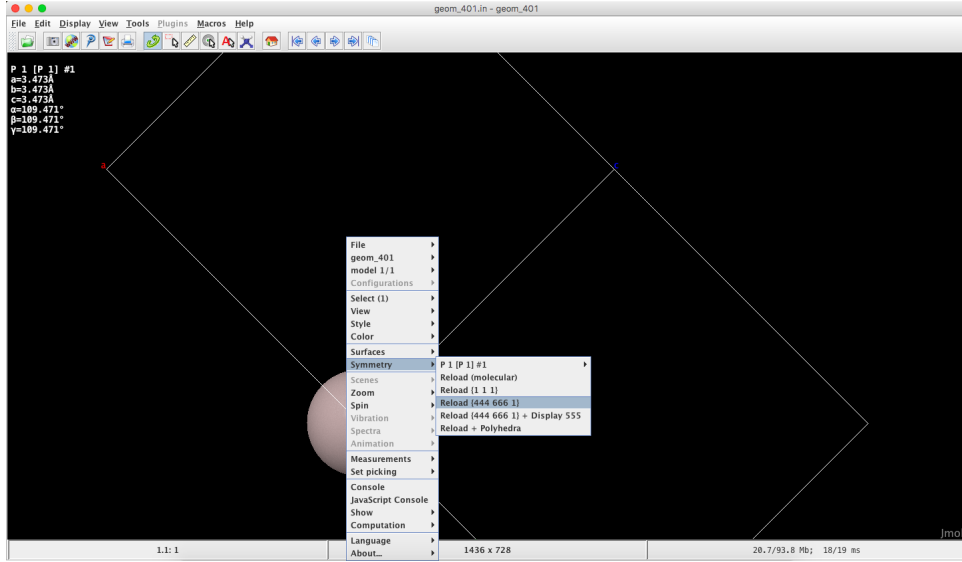 geom_401.in - geom_401
File Edit Display View Tools Plugins Macros Help
P 1 [P 1] #1
a=3.473Å
b=3.473Å
c=3.473Å
α=109.471°
β=109.471°
γ=109.471°
a
c
File
geom_401
model 1/1
Configurations
Select (1)
View
Style
Color
Surfaces
Symmetry
Scenes
Zoom
Spin
Vibration
Spectra
Animation
Measurements
Set picking
Console
JavaScript Console
Show
Computation
Language
About...
P 1 [P 1] #1
Reload (molecular)
Reload {1 1 1}
Reload {444 666 1}
Reload {444 666 1} + Display 555
Reload + Polyhedra
Jmo
1.1: 1
1436 x 728
20.7/93.8 Mb; 18/19 ms